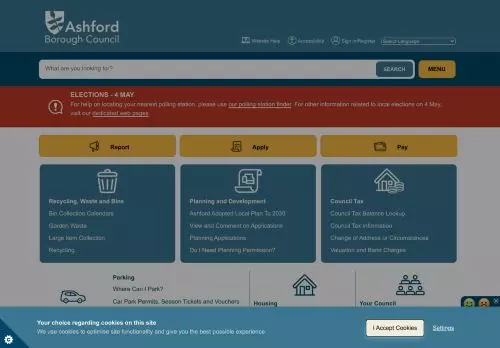 Ashford
Borough Council
Website Help
Accessibility
Sign in/Register
Select Language
What are you looking for?
SEARCH
MENU
ELECTIONS - 4 MAY
For help on locating your nearest polling station, please use our polling station finder. For other information related to local elections on 4 May,
visit our dedicated web pages.
Report
Apply
Pay
Recycling, Waste and Bins
Bin Collection Calendars
Garden Waste
Large Item Collection
Recycling
Planning and Development
Ashford Adopted Local Plan To 2030
View and Comment on Applications
Planning Applications
Do I Need Planning Permission?
Council Tax
Council Tax Balance Lookup
Council Tax Information
Change of Address or Circumstances
Valuation and Band Changes
Parking
Where Can I Park?
Car Park Permits, Season Tickets and Vouchers
Housing
Your Council
Your choice regarding cookies on this site
We use cookies to optimise site functionality and give you the best possible experience
I Accept Cookies
Settings